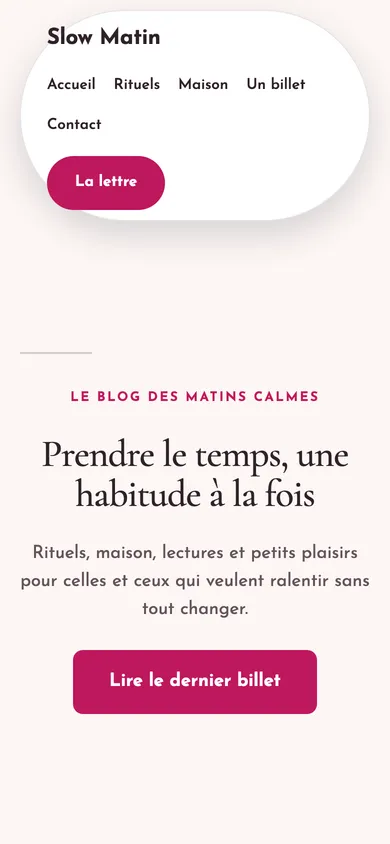 Slow Matin
Accueil Rituels Maison Un billet
Contact
La lettre
LE BLOG DES MATINS CALMES
Prendre le temps, une
habitude à la fois
Rituels, maison, lectures et petits plaisirs
pour celles et ceux qui veulent ralentir sans
tout changer.
Lire le dernier billet